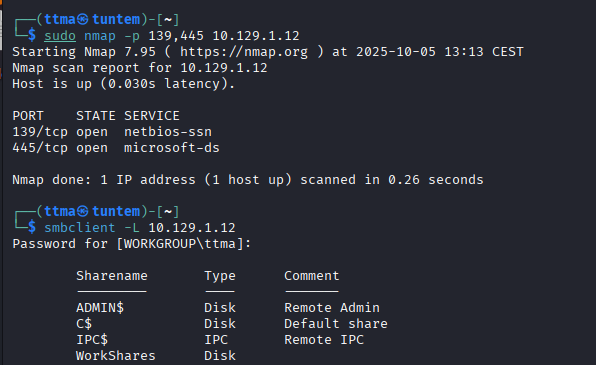 ┌──(ttma㉿tuntem)-[~]
└─$ sudo nmap -p 139,445 10.129.1.12
Starting Nmap 7.95 ( https://nmap.org ) at 2025-10-05 13:13 CEST
Nmap scan report for 10.129.1.12
Host is up (0.030s latency).
PORT    STATE SERVICE
139/tcp open  netbios-ssn
445/tcp open  microsoft-ds
Nmap done: 1 IP address (1 host up) scanned in 0.26 seconds
┌──(ttma㉿tuntem)-[~]
└─$ smbclient -L 10.129.1.12
Password for [WORKGROUP\ttma]:
Sharename       Type      Comment
---------       ----      -------
ADMIN$          Disk      Remote Admin
C$              Disk      Default share
IPC$            IPC       Remote IPC
WorkShares      Disk